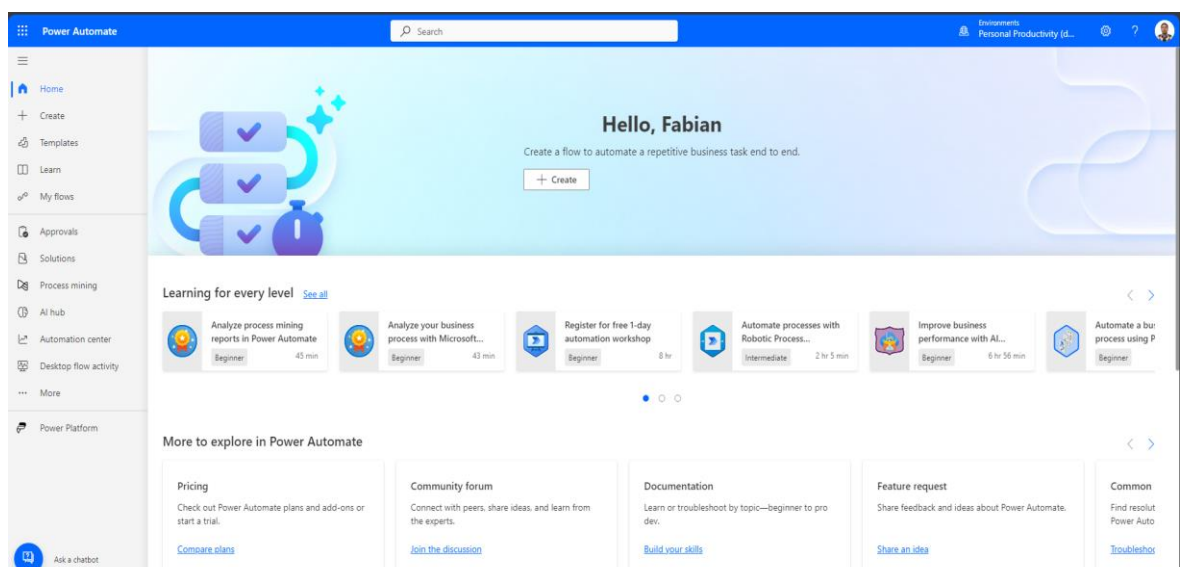 Power Automate
Search
Environments
Personal Productivity (d...
?
Home
Create
Templates
Learn
My flows
Approvals
Solutions
Process mining
AI hub
Automation center
Desktop flow activity
More
Power Platform
Ask a chatbot
Hello, Fabian
Create a flow to automate a repetitive business task end to end.
+ Create
Learning for every level See all
Analyze process mining
reports in Power Automate
Beginner 45 min
Analyze your business
process with Microsoft...
Beginner 43 min
Register for free 1-day
automation workshop
Beginner 8 hr
Automate processes with
Robotic Process...
Intermediate 2 hr 5 min
Improve business
performance with AI...
Beginner 6 hr 56 min
Automate a bus
process using P
Beginner
More to explore in Power Automate
Pricing
Check out Power Automate plans and add-ons or
start a trial.
Compare plans
Community forum
Connect with peers, share ideas, and learn from
the experts.
Join the discussion
Documentation
Learn or troubleshoot by topic—beginner to pro
dev.
Build your skills
Feature request
Share feedback and ideas about Power Automate.
Share an idea
Common
Find resolut
Power Auto
Troubleshoo